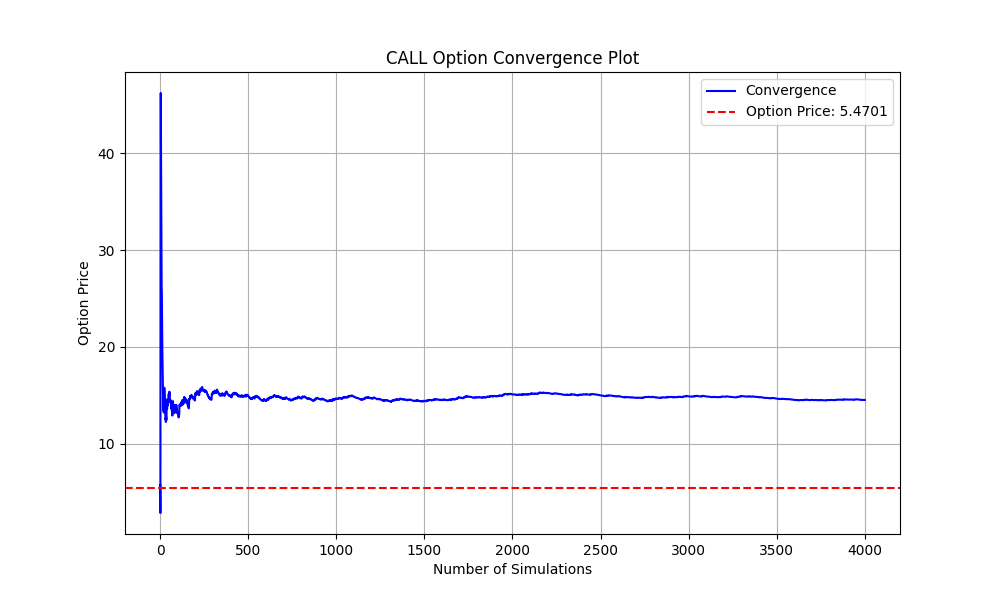 CALL Option Convergence Plot
Convergence
Option Price: 5.4701
Option Price
40
30
20
10
0 500 1000 1500 2000 2500 3000 3500 4000
Number of Simulations